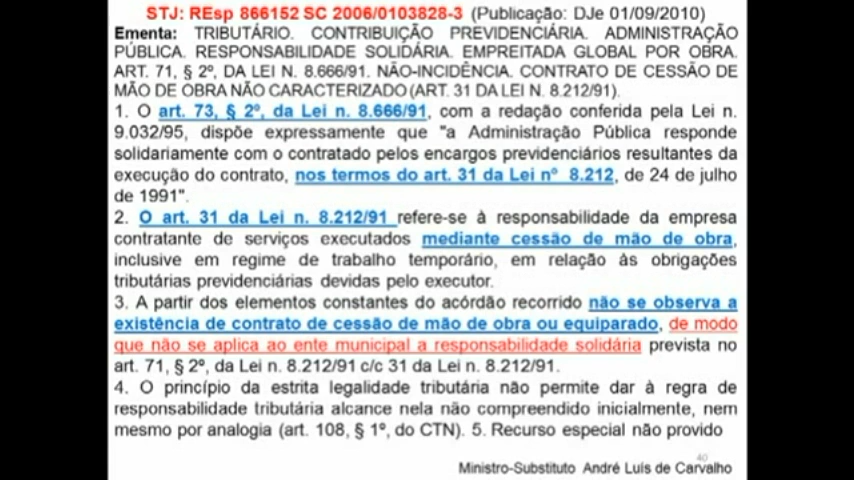 STJ: REsp 866152 SC 2006/0103828-3 (Publicação: DJe 01/09/2010)
Ementa: TRIBUTÁRIO. CONTRIBUIÇÃO PREVIDENCIÁRIA. ADMINISTRAÇÃO
PÚBLICA. RESPONSABILIDADE SOLIDÁRIA. EMPREITADA GLOBAL POR OBRA.
ART. 71, § 2º, DA LEI N. 8.666/91. NÃO-INCIDÊNCIA. CONTRATO DE CESSÃO DE
MÃO DE OBRA NÃO CARACTERIZADO (ART. 31 DA LEI N. 8.212/91).
1. O art. 73, § 2º, da Lei n. 8.666/91, com a redação conferida pela Lei n.
9.032/95, dispõe expressamente que "a Administração Pública responde
solidariamente com o contratado pelos encargos previdenciários resultantes da
execução do contrato, nos termos do art. 31 da Lei nº 8.212, de 24 de julho
de 1991".
2. O art. 31 da Lei n. 8.212/91 refere-se à responsabilidade da empresa
contratante de serviços executados mediante cessão de mão de obra,
inclusive em regime de trabalho temporário, em relação às obrigações
tributárias previdenciárias devidas pelo executor.
3. A partir dos elementos constantes do acórdão recorrido não se observa a
existência de contrato de cessão de mão de obra ou equiparado, de modo
que não se aplica ao ente municipal a responsabilidade solidária prevista no
art. 71, § 2º, da Lei n. 8.212/91 c/c 31 da Lei n. 8.212/91.
4. O princípio da estrita legalidade tributária não permite dar à regra de
responsabilidade tributária alcance nela não compreendido inicialmente, nem
mesmo por analogia (art. 108, § 1º, do CTN). 5. Recurso especial não provido
40
Ministro-Substituto André Luís de Carvalho